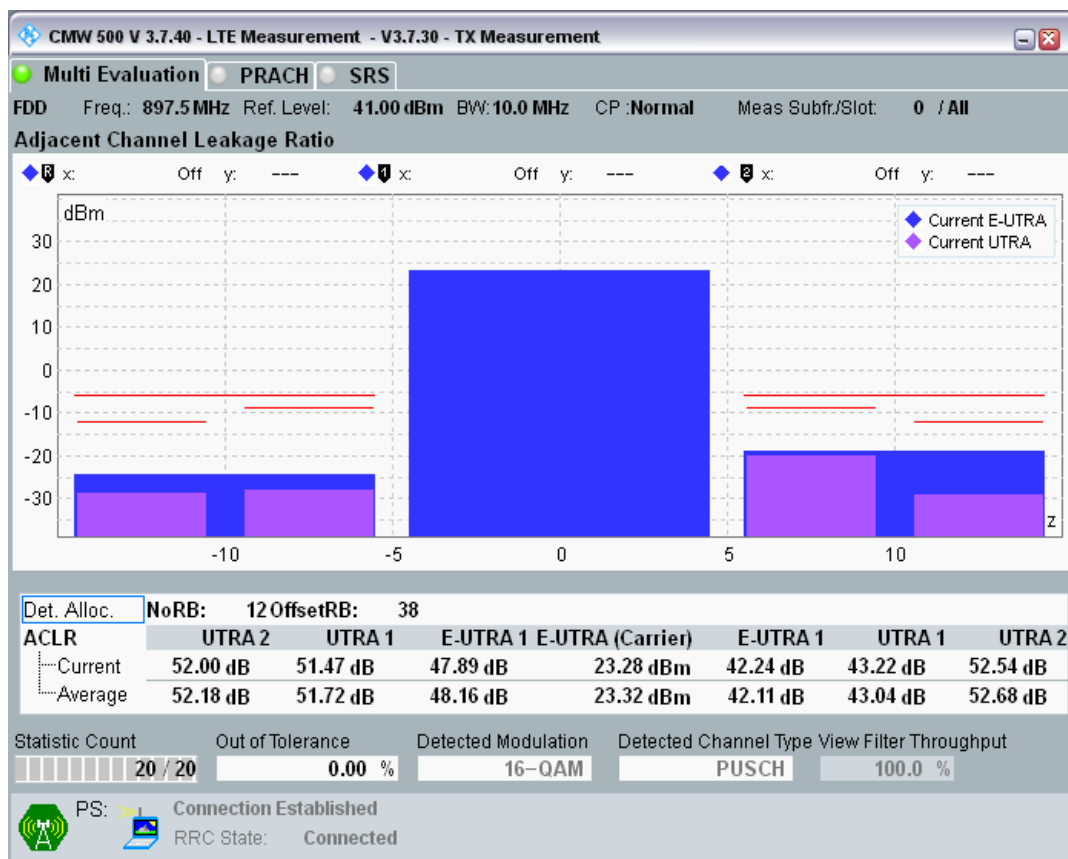 CMW 500 V 3.7.40 - LTE Measurement - V3.7.30 - TX Measurement
Multi Evaluation PRACH SRS
FDD Freq.: 897.5 MHz Ref. Level: 41.00 dBm BW: 10.0 MHz CP :Normal Meas Subfr./Slot: 0 / All
Adjacent Channel Leakage Ratio
R x: Off y: --- 1 x: Off y: --- 2 x: Off y: ---
dBm
Current E-UTRA
Current UTRA
30
20
10
0
-10
-20
-30
z
-10 -5 0 5 10
Det. Alloc. NoRB: 12 OffsetRB: 38
ACLR UTRA 2 UTRA 1 E-UTRA 1 E-UTRA (Carrier) E-UTRA 1 UTRA 1 UTRA 2
Current 52.00 dB 51.47 dB 47.89 dB 23.28 dBm 42.24 dB 43.22 dB 52.54 dB
Average 52.18 dB 51.72 dB 48.16 dB 23.32 dBm 42.11 dB 43.04 dB 52.68 dB
Statistic Count Out of Tolerance Detected Modulation Detected Channel Type View Filter Throughput
20 / 20 0.00 % 16-QAM PUSCH 100.0 %
PS: Connection Established
RRC State: Connected